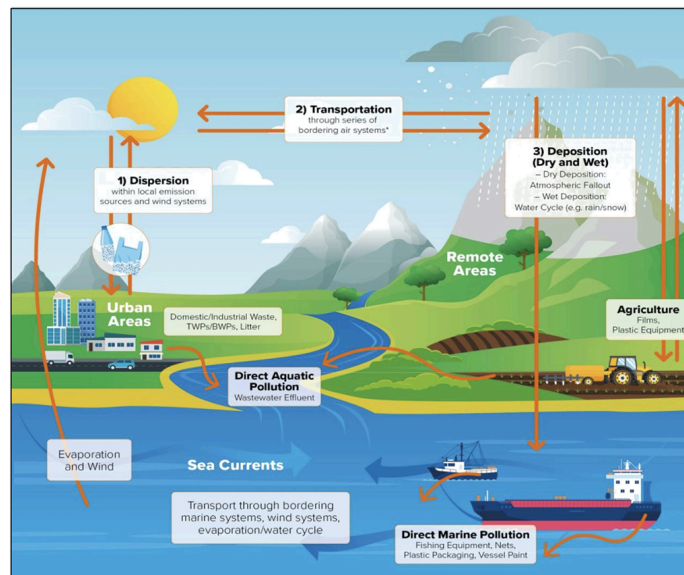 2) Transportation
through series of
bordering air systems*
1) Dispersion
within local emission
sources and wind systems
3) Deposition
(Dry and Wet)
– Dry Deposition:
Atmospheric Fallout
– Wet Deposition:
Water Cycle (e.g. rain/snow)
Remote
Areas
Urban
Areas
Domestic/Industrial Waste,
TWPs/BWPs, Litter
Agriculture
Films,
Plastic Equipment
Direct Aquatic
Pollution
Wastewater Effluent
Evaporation
and Wind
Sea Currents
Transport through bordering
marine systems, wind systems,
evaporation/water cycle
Direct Marine Pollution
Fishing Equipment, Nets,
Plastic Packaging, Vessel Paint